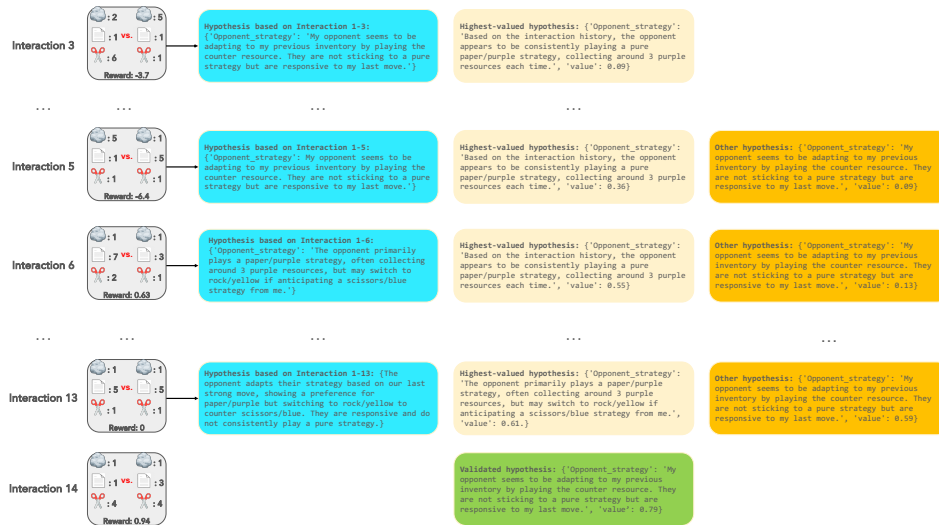 Interaction 3
:2 :5
:1 vs. :1
:6 :1
Reward: -3.7
Hypothesis based on Interaction 1-3:
{'Opponent_strategy': 'My opponent seems to be
adapting to my previous inventory by playing the
counter resource. They are not sticking to a pure
strategy but are responsive to my last move.'}
Highest-valued hypothesis: {'Opponent_strategy':
'Based on the interaction history, the opponent
appears to be consistently playing a pure
paper/purple strategy, collecting around 3 purple
resources each time.', 'value': 0.09}
... ... ... ...
Interaction 5
:5 :1
:1 vs. :5
:1 :1
Reward: -6.4
Hypothesis based on Interaction 1-5:
{'Opponent_strategy': My opponent seems to be
adapting to my previous inventory by playing the
counter resource. They are not sticking to a pure
strategy but are responsive to my last move.'}
Highest-valued hypothesis: {'Opponent_strategy':
'Based on the interaction history, the opponent
appears to be consistently playing a pure
paper/purple strategy, collecting around 3 purple
resources each time.', 'value': 0.36}
Other hypothesis: {'Opponent_strategy': 'My
opponent seems to be adapting to my previous
inventory by playing the counter resource. They
are not sticking to a pure strategy but are
responsive to my last move.', 'value': 0.09}
Interaction 6
:1 :1
:7 vs. :3
:2 :1
Reward: 0.63
Hypothesis based on Interaction 1-6:
{'Opponent_strategy': 'The opponent primarily
plays a paper/purple strategy, often collecting
around 3 purple resources, but may switch to
rock/yellow if anticipating a scissors/blue
strategy from me.'}
Highest-valued hypothesis: {'Opponent_strategy':
'Based on the interaction history, the opponent
appears to be consistently playing a pure
paper/purple strategy, collecting around 3 purple
resources each time.', 'value': 0.55}
Other hypothesis: {'Opponent_strategy': 'My
opponent seems to be adapting to my previous
inventory by playing the counter resource. They
are not sticking to a pure strategy but are
responsive to my last move.', 'value': 0.13}
... ... ... ... ...
Interaction 13
:1 :1
:5 vs. :5
:1 :1
Reward: 0
Hypothesis based on Interaction 1-13: {The
opponent adapts their strategy based on our last
strong move, showing a preference for
paper/purple but switching to rock/yellow to
counter scissors/blue. They are responsive and do
not consistently play a pure strategy.}
Highest-valued hypothesis: {'Opponent_strategy':
'The opponent primarily plays a paper/purple
strategy, often collecting around 3 purple
resources, but may switch to rock/yellow if
anticipating a scissors/blue strategy from me.',
'value': 0.61.}
Other hypothesis: {'Opponent_strategy': 'My
opponent seems to be adapting to my previous
inventory by playing the counter resource. They
are not sticking to a pure strategy but are
responsive to my last move.', 'value': 0.59}
Interaction 14
:1 :1
:1 vs. :3
:4 :4
Reward: 0.94
Validated hypothesis: {'Opponent_strategy': 'My
opponent seems to be adapting to my previous
inventory by playing the counter resource. They
are not sticking to a pure strategy but are
responsive to my last move.', 'value': 0.79}